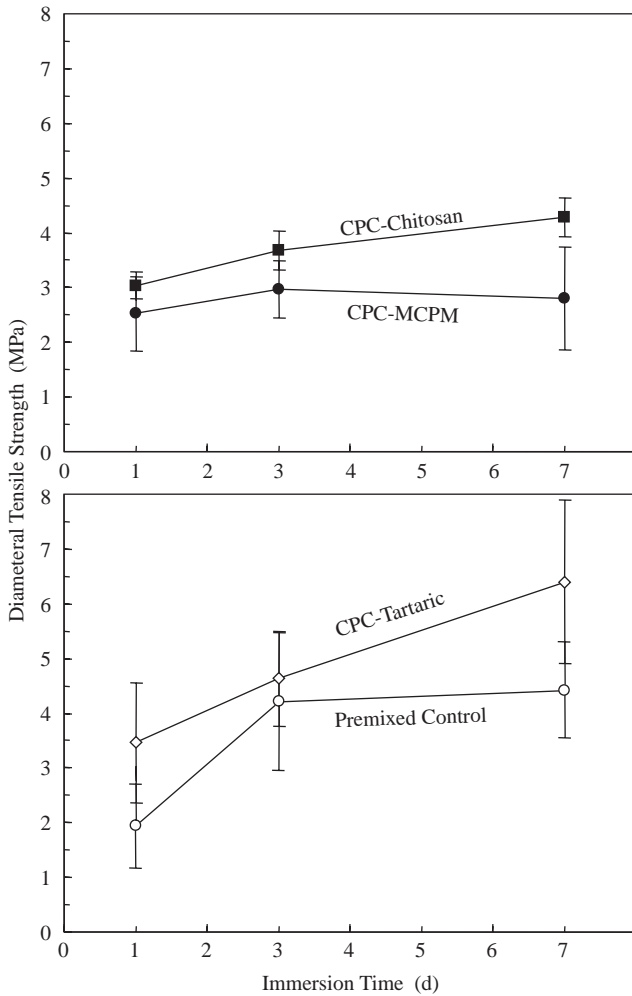 Diameteral Tensile Strength (MPa)
8
7
6
5
4
3
2
1
0
CPC-Chitosan
CPC-MCPM
0 1 2 3 4 5 6 7
8
7
6
5
4
3
2
1
0
CPC-Tartaric
Premixed Control
0 1 2 3 4 5 6 7
Immersion Time (d)